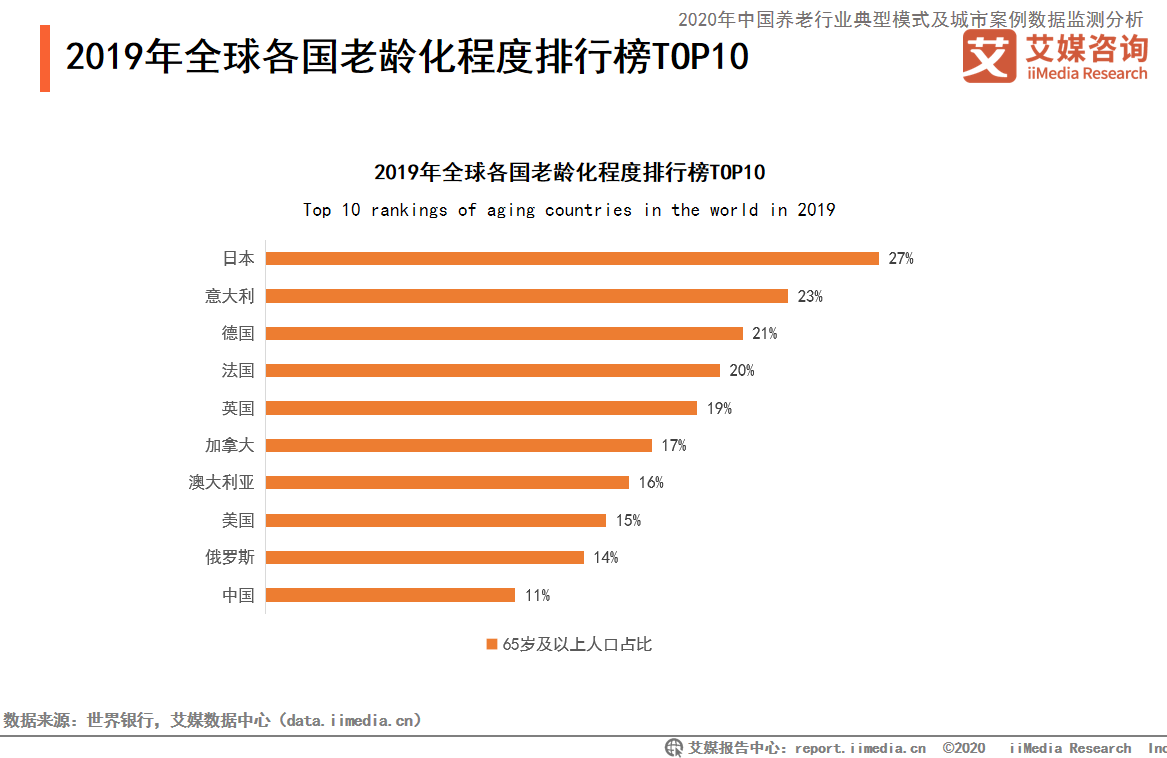 2020年中国养老行业典型模式及城市案例数据监测分析
2019年全球各国老龄化程度排行榜TOP10
艾
艾媒咨询
iiMedia Research
2019年全球各国老龄化程度排行榜TOP10
Top 10 rankings of aging countries in the world in 2019
日本 27%
意大利 23%
德国 21%
法国 20%
英国 19%
加拿大 17%
澳大利亚 16%
美国 15%
俄罗斯 14%
中国 11%
65岁及以上人口占比
数据来源：世界银行，艾媒数据中心（data.iimedia.cn）
艾媒报告中心：report.iimedia.cn ©2020 iiMedia Research Inc